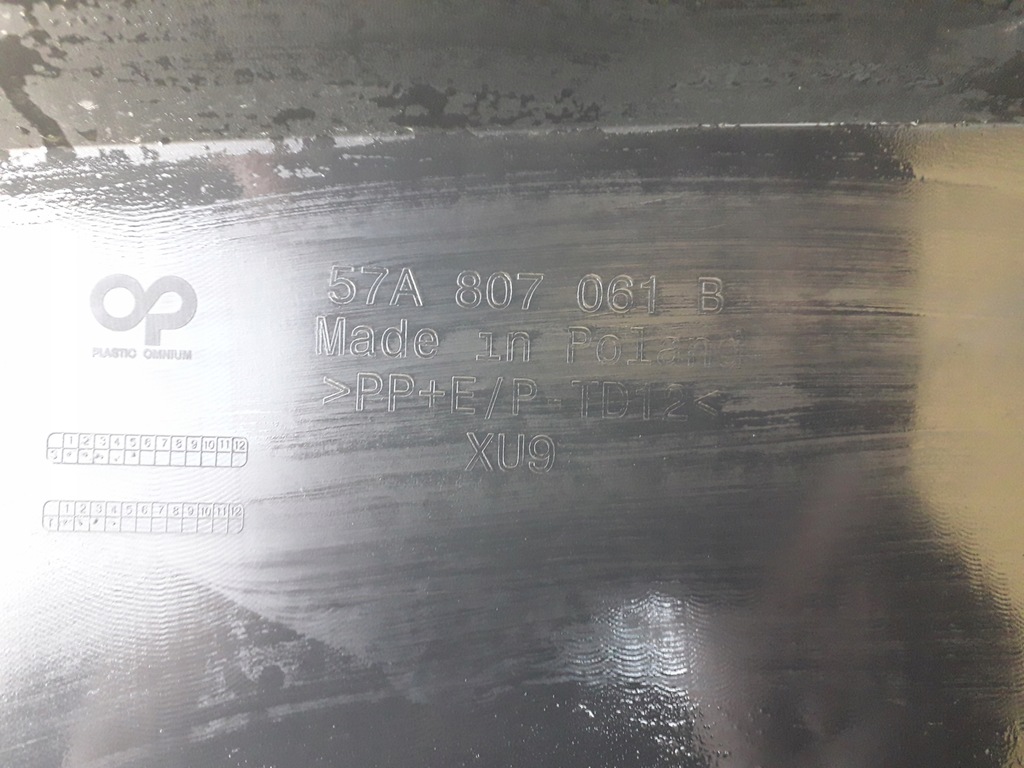 OP
PLASTIC OMNIUM
57A 807 061 B
Made in Poland
>PP+E/P-TD12<
XU9
1 2 3 4 5 6 7 8 9 10 11 12
1 2 3 4 5 6 7 8 9 10 11 12